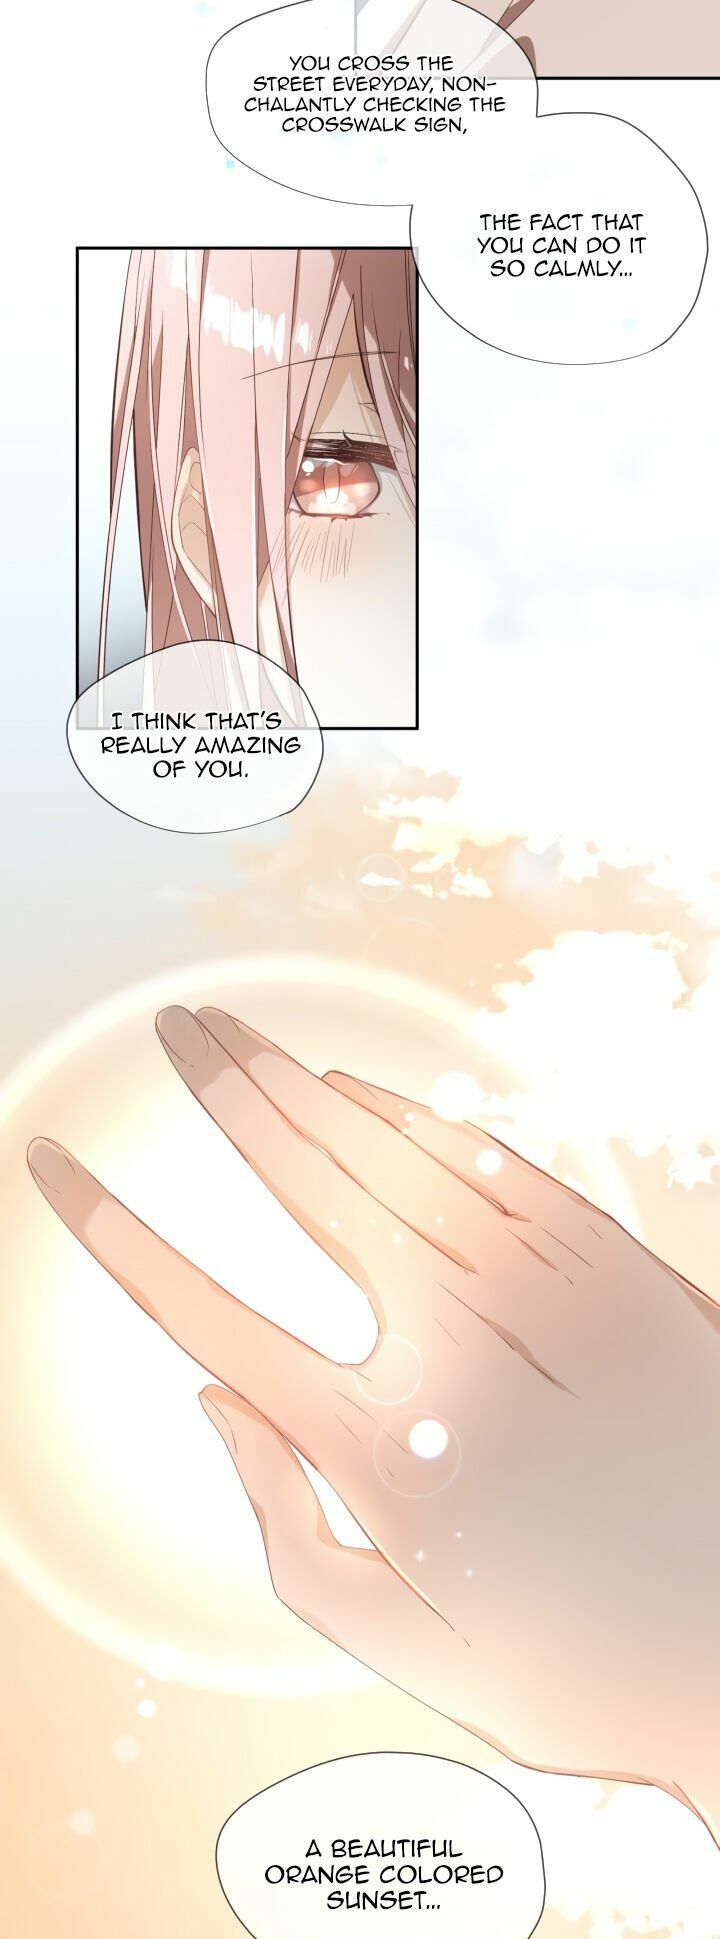 YOU CROSS THE
STREET EVERYDAY, NON-
CHALANTLY CHECKING THE
CROSSWALK SIGN,
THE FACT THAT
YOU CAN DO IT
SO CALMLY...
I THINK THAT'S
REALLY AMAZING
OF YOU.
A BEAUTIFUL
ORANGE COLORED
SUNSET...